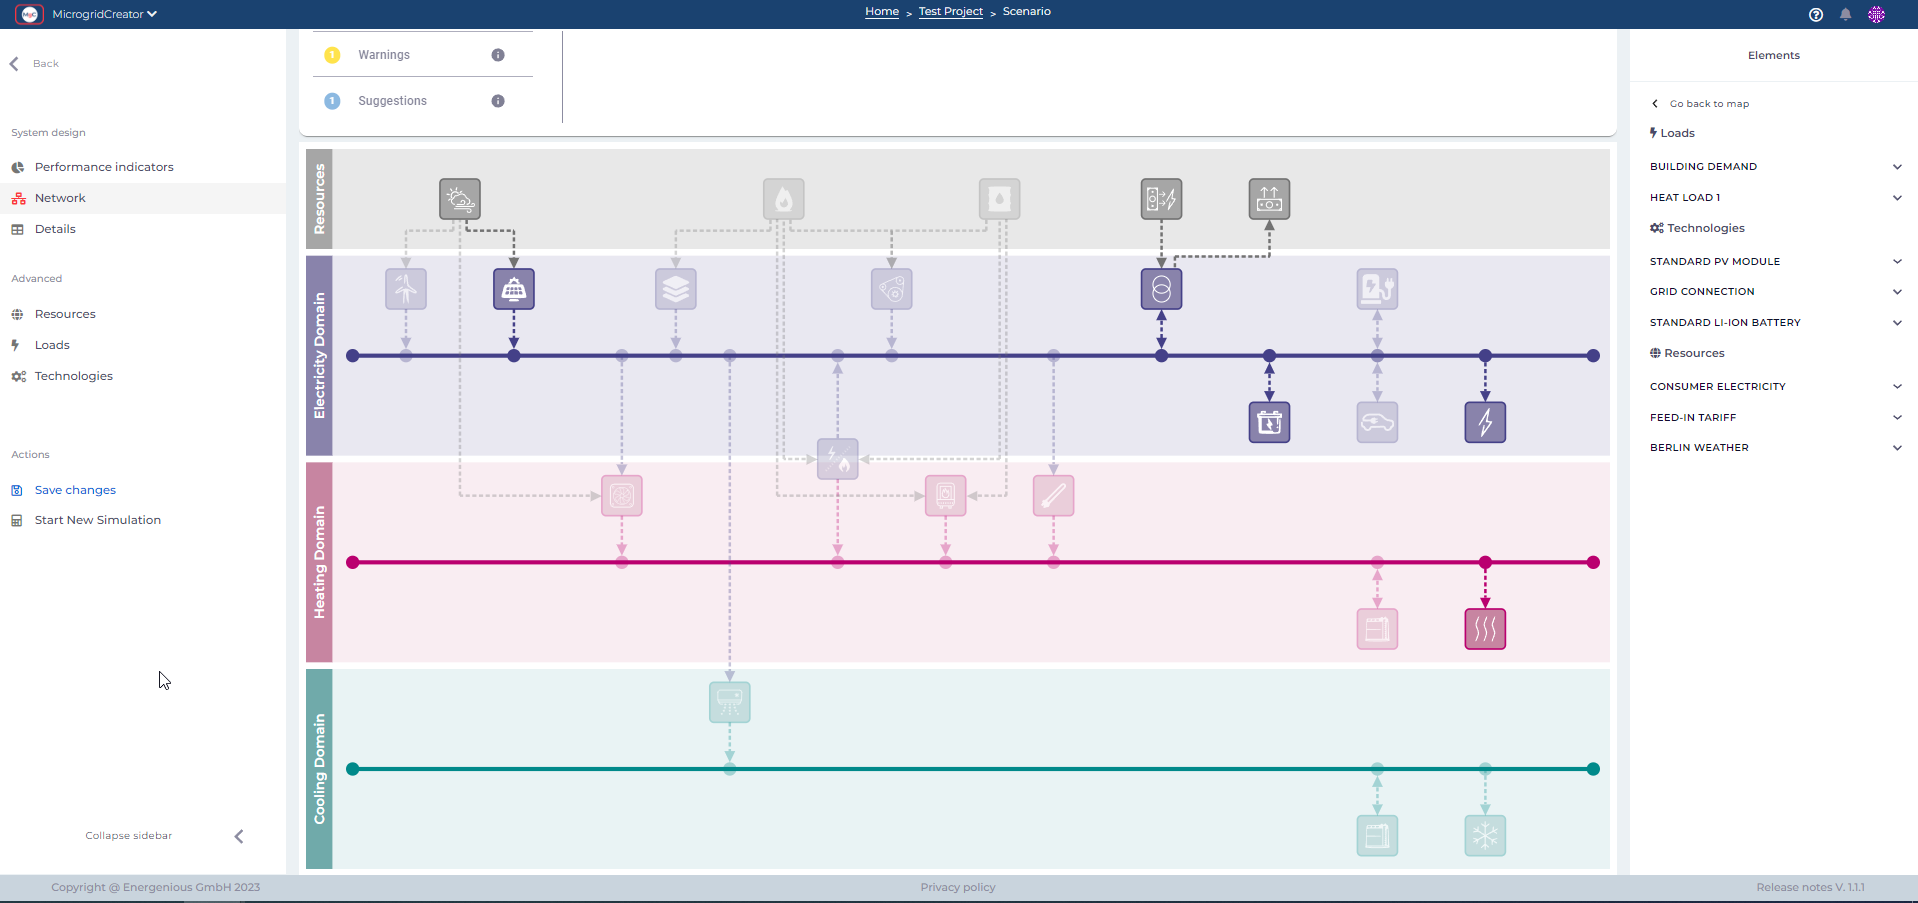 MicrogridCreator
Home > Test Project > Scenario
Back
System design
Performance indicators
Network
Details
Advanced
Resources
Loads
Technologies
Actions
Save changes
Start New Simulation
Collapse sidebar
1 Warnings
1 Suggestions
Resources
Electricity Domain
Heating Domain
Cooling Domain
Elements
Go back to map
Loads
BUILDING DEMAND
HEAT LOAD 1
Technologies
STANDARD PV MODULE
GRID CONNECTION
STANDARD LI-ION BATTERY
Resources
CONSUMER ELECTRICITY
FEED-IN TARIFF
BERLIN WEATHER
Copyright @ Energenious GmbH 2023
Privacy policy
Release notes V. 1.1.1